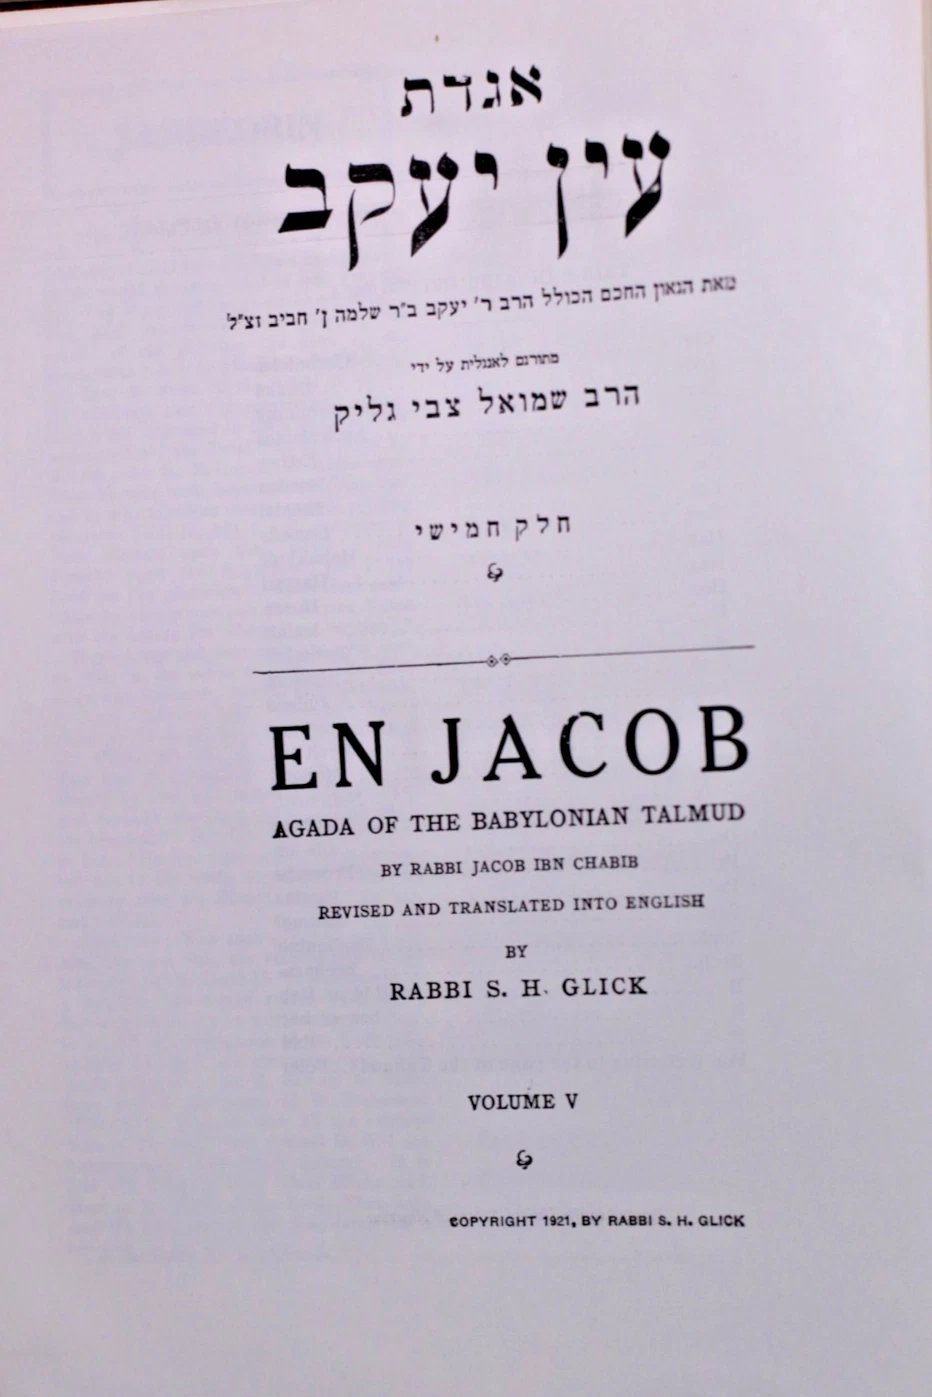 אגדת
עין יעקב
מאת הגאון החכם הכולל הרב ר׳ יעקב ב״ר שלמה ן׳ חביב זצ״ל
מתורגם לאנגלית על ידי
הרב שמואל צבי גליק
חלק חמישי
EN JACOB
AGADA OF THE BABYLONIAN TALMUD
BY RABBI JACOB IBN CHABIB
REVISED AND TRANSLATED INTO ENGLISH
BY
RABBI S. H. GLICK
VOLUME V
COPYRIGHT 1921, BY RABBI S. H. GLICK